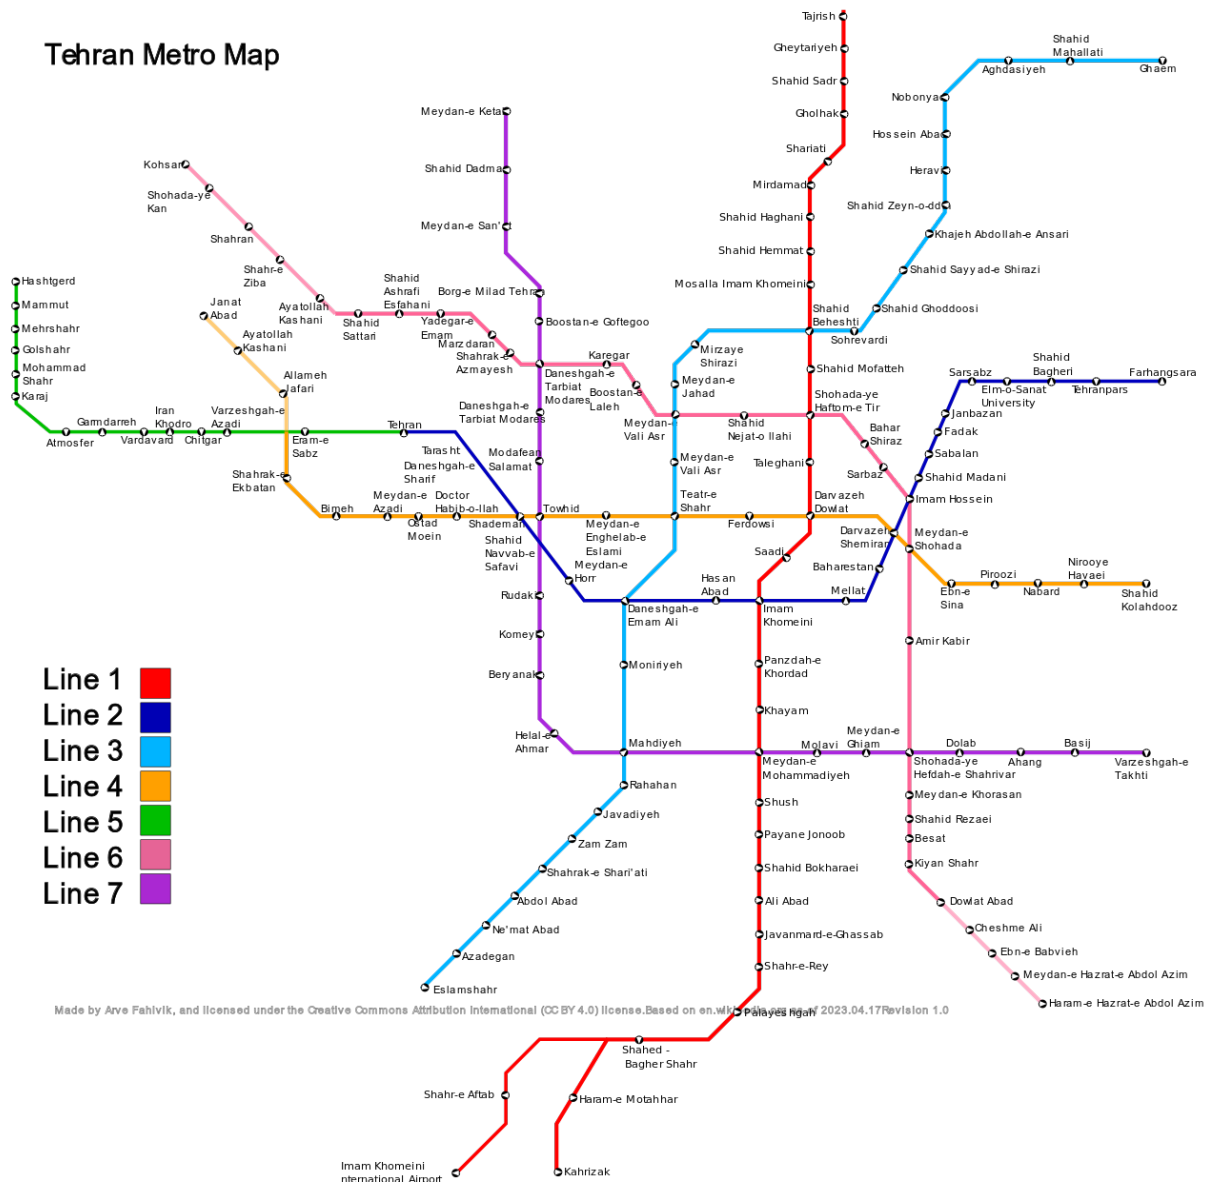 Tehran Metro Map
Tajrish
Gheytariyeh
Shahid Sadr
Gholhak
Shariati
Mirdamad
Shahid Haghani
Shahid Hemmat
Mosalla Imam Khomeini
Shahid
Beheshti
Shahid Mofatteh
Shohada-ye
Haftom-e Tir
Taleghani
Darvazeh
Dowlat
Saadi
Imam
Khomeini
Panzdah-e
Khordad
Khayam
Meydan-e
Mohammadiyeh
Shush
Payane Jonoob
Shahid Bokharaei
Ali Abad
Javanmard-e-Ghassab
Shahr-e-Rey
Palayeshgah
Shahed -
Bagher Shahr
Shahr-e Aftab
Haram-e Motahhar
Imam Khomeini
nternational Airport
Kahrizak
Shahid
Mahallati
Aghdasiyeh
Ghaem
Nobonya
Hossein Abad
Heravi
Shahid Zeyn-o-ddi
Khajeh Abdollah-e Ansari
Shahid Sayyad-e Shirazi
Shahid Ghoddoosi
Sohrevardi
Mirzaye
Shirazi
Meydan-e
Jahad
Meydan-e
Vali Asr
Meydan-e
Vali Asr
Teatr-e
Shahr
Daneshgah-e
Emam Ali
Moniriyeh
Mahdiyeh
Rahahan
Javadiyeh
Zam Zam
Shahrak-e Shari'ati
Abdol Abad
Ne'mat Abad
Azadegan
Eslamshahr
Meydan-e Keta
Shahid Dadma
Meydan-e San'
Borg-e Milad Tehran
Boostan-e Goftegoo
Daneshgah-e
Tarbiat
Modares
Daneshgah-e
Tarbiat Modares
Modafean
Salamat
Towhid
Shahid
Navvab-e
Safavi
Rudaki
Komeyl
Beryanak
Helal-e
Ahmar
Molavi
Meydan-e
Ghiam
Shohada-ye
Hefdah-e Shahrivar
Dolab
Ahang
Basij
Varzeshgah-e
Takhti
Kohsar
Shohada-ye
Kan
Shahran
Shahr-e
Ziba
Ayatollah
Kashani
Shahid
Sattari
Shahid
Ashrafi
Esfahani
Yadegar-e
Emam
Marzdaran
Shahrak-e
Azmayesh
Karegar
Boostan-e
Laleh
Shahid
Nejat-o llahi
Bahar
Shiraz
Sarbaz
Imam Hossein
Meydan-e
Shohada
Amir Kabir
Meydan-e Khorasan
Shahid Rezaei
Besat
Kiyan Shahr
Dowlat Abad
Cheshme Ali
Ebn-e Babvieh
Meydan-e Hazrat-e Abdol Azim
Haram-e Hazrat-e Abdol Azim
Hashtgerd
Mammut
Mehrshahr
Golshahr
Mohammad
Shahr
Karaj
Atmosfer
Garmdarreh
Vardavard
Iran
Khodro
Chitgar
Varzeshgah-e
Azadi
Eram-e
Sabz
Tehran
Janat
Abad
Ayatollah
Kashani
Allameh
Jafari
Shahrak-e
Ekbatan
Bimeh
Meydan-e
Azadi
Ostad
Moein
Doctor
Habib-o-llah
Shademan
Meydan-e
Enghelab-e
Eslami
Ferdowsi
Darvazeh
Shemiran
Ebn-e
Sina
Piroozi
Nabard
Nirooye
Havaei
Shahid
Kolahdooz
Tarasht
Daneshgah-e
Sharif
Meydan-e
Horr
Hasan
Abad
Mellat
Baharestan
Shahid Madani
Sabalan
Fadak
Janbazan
Sarsabz
Elm-o-Sanat
University
Shahid
Bagheri
Tehranpars
Farhangsara
Line 1
Line 2
Line 3
Line 4
Line 5
Line 6
Line 7
Made by Arve Fahlvik, and licensed under the Creative Commons Attribution International (CC BY 4.0) license.Based on en.wikipedia.org as of 2023.04.17Revision 1.0